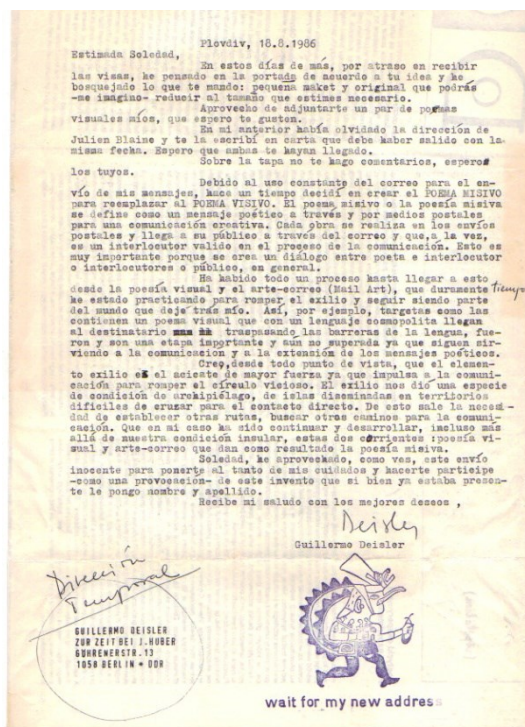 Plovdiv, 18.8.1986
Estimada Soledad,
En estos días de más, por atraso en recibir
las visas, he pensado en la portada de acuerdo a tu idea y he
bosquejado lo que te mando: pequeña maket y original que podrás
-me imagino- reducir al tamaño que estimes necesario.
Aprovecho de adjuntarte un par de poemas
visuales míos, que espero te gusten.
En mi anterior había olvidado la dirección de
Julien Blaine y te la escribí en carta que debe haber salido con la
misma fecha. Espero que ambas te hayan llegado.
Sobre la tapa no te hago comentarios, espero
los tuyos.
Debido al uso constante del correo para el en-
vío de mis mensajes, hace un tiempo decidí en crear el POEMA MISIVO
para reemplazar al POEMA VISIVO. El poema misivo o la poesía misiva
se define como un mensaje poético a través y por medios postales
para una comunicación creativa. Cada obra se realiza en los envíos
postales y llega a su público a través del correo y que,a la vez,
es un interlocutor valido en el proceso de la comunicación. Esto es
muy importante porque se crea un diálogo entre poeta e interlocutor
o interlocutores o público, en general.
Ha habido todo un proceso hasta llegar a esto
desde la poesía visual y el arte-correo (Mail Art), que duramente tiempo
he estado practicando para romper el exilio y seguir siendo parte
del mundo que dejé tras mío. Así, por ejemplo, targetas como las
contienen un poema visual que con un lenguaje cosmopolita llegan
al destinatario traspasando las barreras de la lengua, fue-
ron y son una etapa importante y aún no superada ya que siguen sir-
viendo a la comunicación y a la extensión de los mensajes poéticos.
Creo,desde todo punto de vista, que el elemen-
to exilio es el aciate de mayor fuerza ya que impulsa a la comuni-
cación para romper el círculo vicioso. El exilio nos dio una especie
de condición de archipiélago, de islas diseminadas en territorios
difíciles de cruzar para el contacto directo. De esto sale la necesi-
dad de establecer otras rutas, buscar otros caminos para la comuni-
cación. Que en mi caso ha sido continuar y desarrollar, incluso más
allá de nuestra condición insular, estas dos corrientes :poesía vi-
sual y arte-correo que dan como resultado la poesía misiva.
Soledad, he aprovechado, como ves, este envío
inocente para ponerte al tanto de mis cuidados y hacerte partícipe
-como una provocación- de este invento que si bien ya estaba presen-
te le pongo nombre y apellido.
Recibe mi saludo con los mejores deseos ,
Deisler
Guillermo Deisler
Dirección
Temporal
GUILLERMO DEISLER
ZUR ZEIT BEI J.HUBER
GUHRENERSTR.13
1058 BERLIN * DDR
wait for my new address